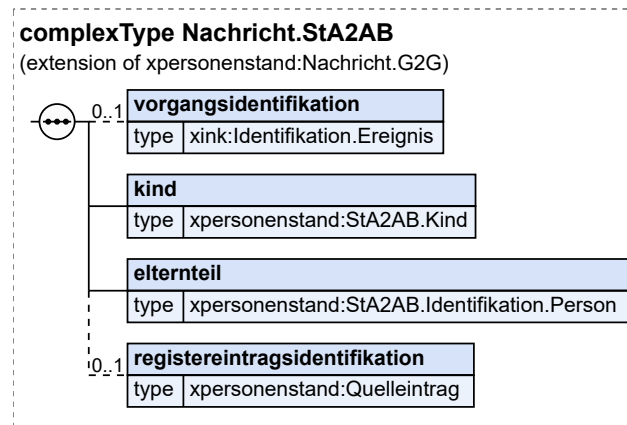 complexType Nachricht.StA2AB
(extension of xpersonenstand:Nachricht.G2G)
0..1
vorgangsidentifikation
type xink:Identifikation.Ereignis
kind
type xpersonenstand:StA2AB.Kind
elternteil
type xpersonenstand:StA2AB.Identifikation.Person
0..1
registereintragsidentifikation
type xpersonenstand:Quelleintrag